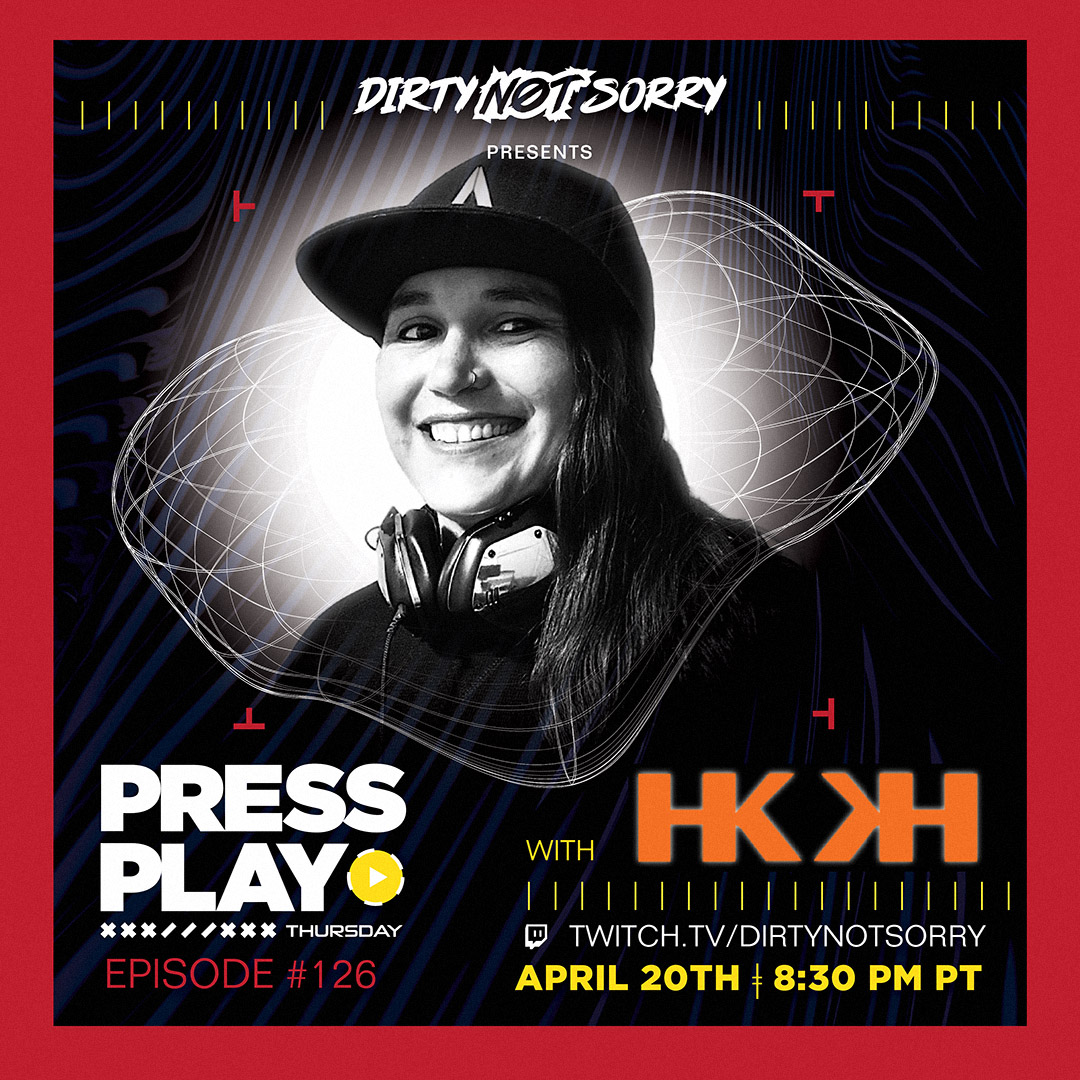 DIRTY NOT SORRY
PRESENTS
PRESS
PLAY
THURSDAY
EPISODE #126
WITH
HKKH
TWITCH.TV/DIRTYNOTSORRY
APRIL 20TH 8:30 PM PT